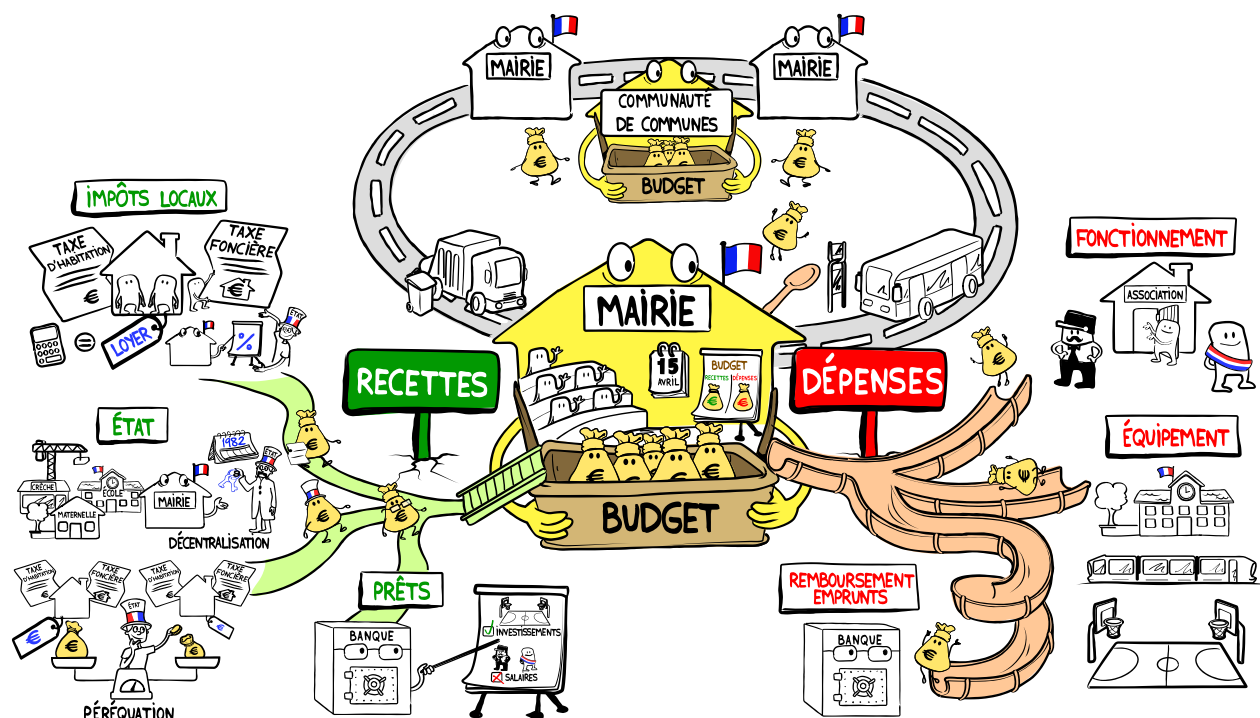 MAIRIE
MAIRIE
COMMUNAUTÉ
DE COMMUNES
€
€
€
BUDGET
IMPÔTS LOCAUX
TAXE
D'HABITATION
€
TAXE
FONCIÈRE
€
=
LOYER
%
ÉTAT
€
MAIRIE
15
AVRIL
BUDGET
RECETTES
DÉPENSES
€
€
RECETTES
DÉPENSES
€
€
€
BUDGET
FONCTIONNEMENT
ASSOCIATION
€
ÉTAT
1982
ÉTAT
CRÈCHE
MATERNELLE
ÉCOLE
MAIRIE
DÉCENTRALISATION
€
€
€
ÉQUIPEMENT
€
TAXE
D'HABITATION
TAXE
FONCIÈRE
TAXE
D'HABITATION
TAXE
FONCIÈRE
ÉTAT
€
€
€
€
PÉRÉQUATION
PRÊTS
BANQUE
INVESTISSEMENTS
SALAIRES
REMBOURSEMENT
EMPRUNTS
BANQUE
€